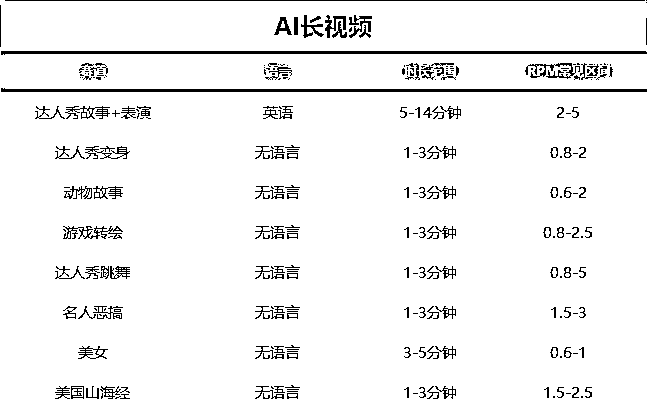 AI长视频
赛道 语言 时长范围 RPM常见区间
达人秀故事+表演 英语 5-14分钟 2-5
达人秀变身 无语言 1-3分钟 0.8-2
动物故事 无语言 1-3分钟 0.6-2
游戏转绘 无语言 1-3分钟 0.8-2.5
达人秀跳舞 无语言 1-3分钟 0.8-5
名人恶搞 无语言 1-3分钟 1.5-3
美女 无语言 3-5分钟 0.6-1
美国山海经 无语言 1-3分钟 1.5-2.5